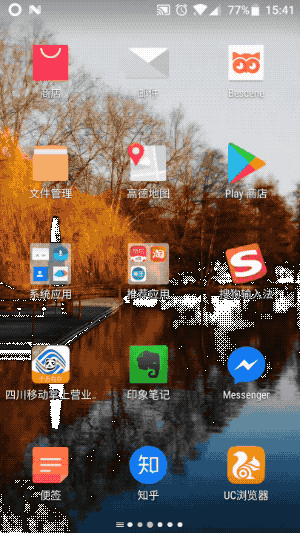 77% 15:41
商店 邮件 Bascene
文件管理 高德地图 Play 商店
系统应用 推荐应用 搜狗输入法
四川移动掌上营业.. 印象笔记 Messenger
知
便签 知乎 UC浏览器